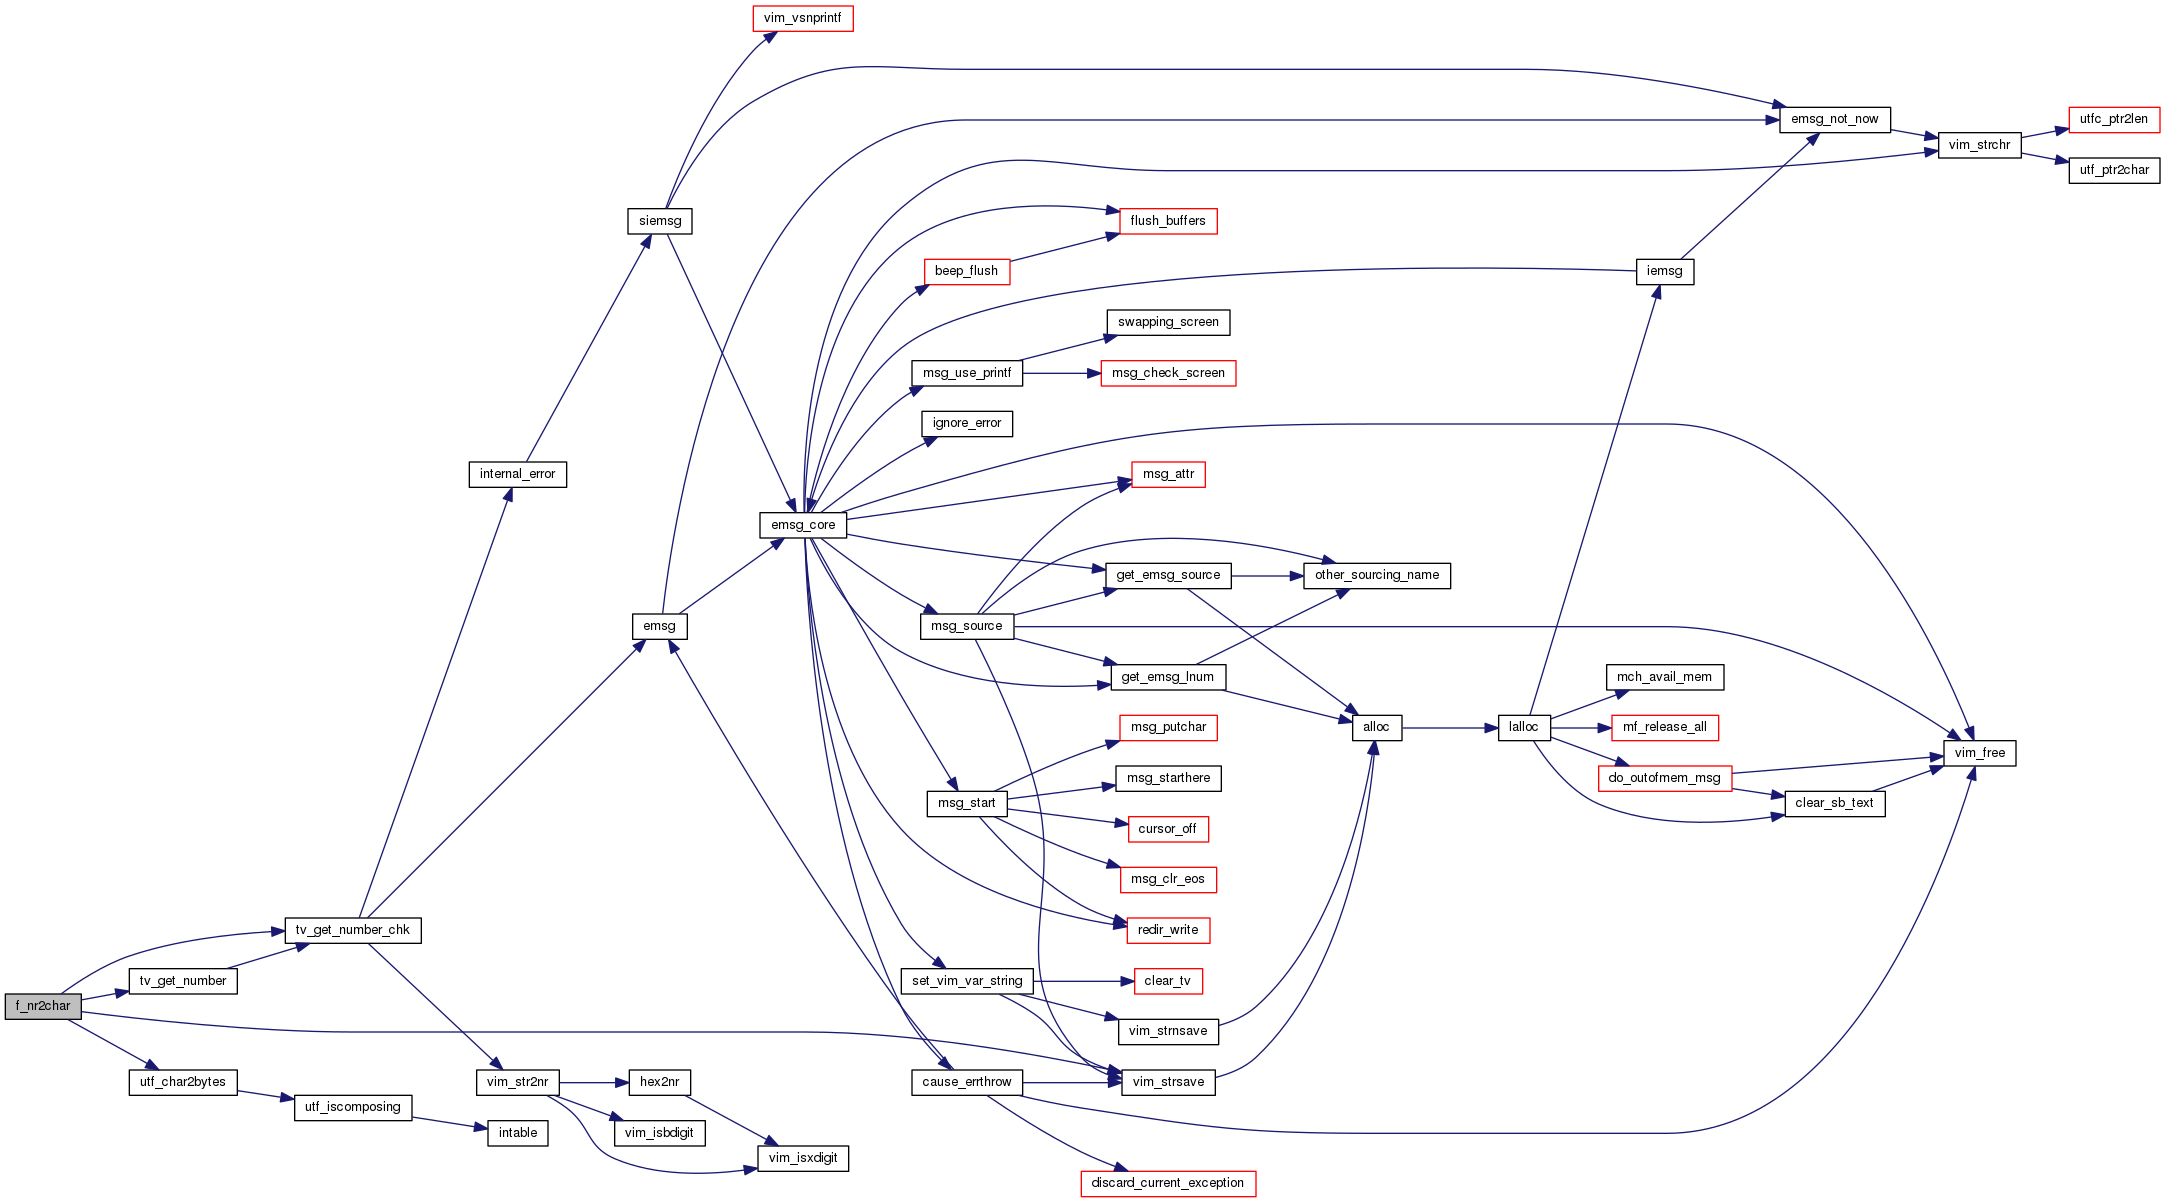 vim_vsnprintf
emsg_not_now
utfc_ptr2len
vim_strchr
utf_ptr2char
siemsg
flush_buffers
beep_flush
iemsg
swapping_screen
msg_use_printf
msg_check_screen
ignore_error
internal_error
msg_attr
emsg_core
get_emsg_source
other_sourcing_name
emsg
msg_source
get_emsg_lnum
mch_avail_mem
msg_putchar
alloc
lalloc
mf_release_all
vim_free
msg_starthere
do_outofmem_msg
msg_start
clear_sb_text
cursor_off
msg_clr_eos
tv_get_number_chk
redir_write
tv_get_number
set_vim_var_string
clear_tv
f_nr2char
vim_strnsave
utf_char2bytes
vim_str2nr
hex2nr
cause_errthrow
vim_strsave
utf_iscomposing
intable
vim_isbdigit
vim_isxdigit
discard_current_exception